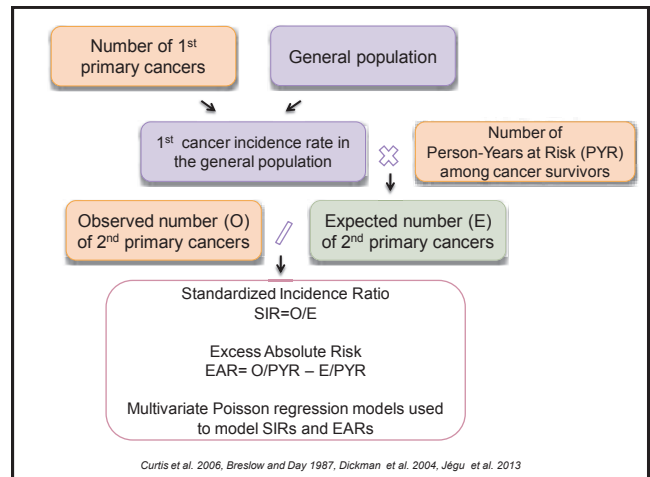 Number of 1st
primary cancers
General population
1st cancer incidence rate in
the general population
Number of
Person-Years at Risk (PYR)
among cancer survivors
Observed number (O)
of 2nd primary cancers
Expected number (E)
of 2nd primary cancers
Standardized Incidence Ratio
SIR=O/E
Excess Absolute Risk
EAR= O/PYR – E/PYR
Multivariate Poisson regression models used
to model SIRs and EARs
Curtis et al. 2006, Breslow and Day 1987, Dickman et al. 2004, Jégu et al. 2013